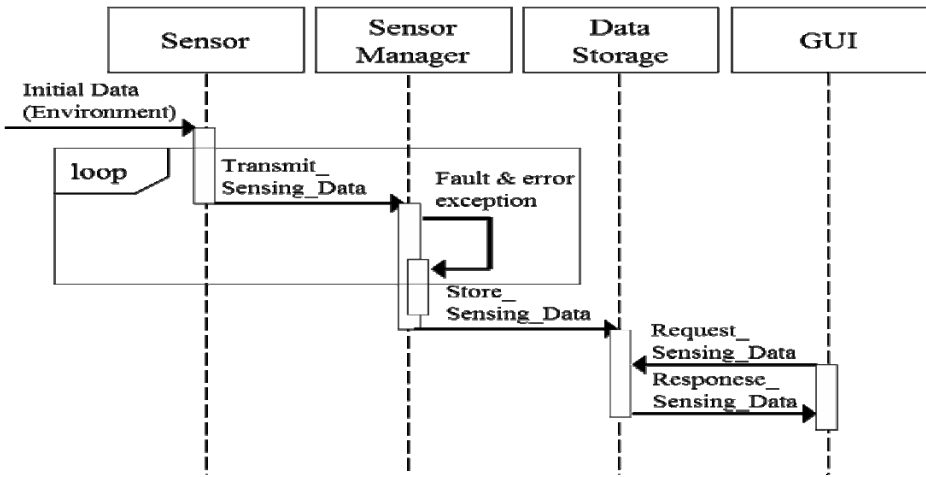 Sensor
Sensor
Manager
Data
Storage
GUI
Initial Data
(Environment)
loop
Transmit_
Sensing_Data
Fault & error
exception
Store_
Sensing_Data
Request_
Sensing_Data
Responese_
Sensing_Data